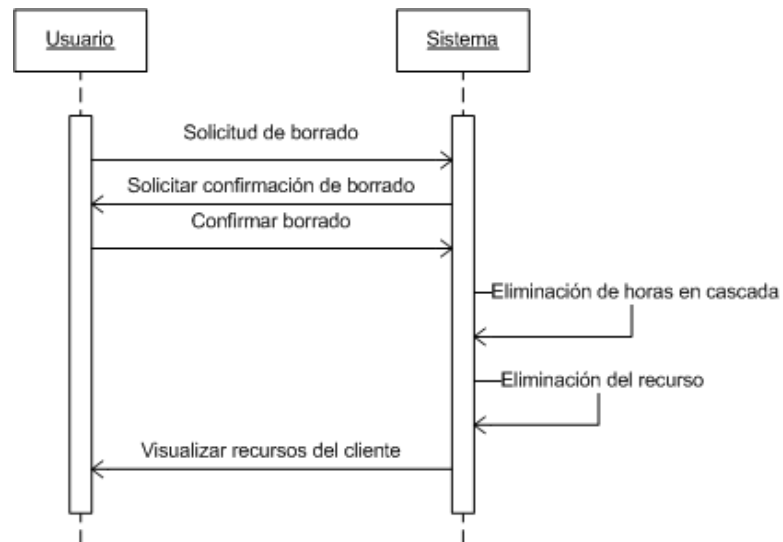 Usuario
Sistema
Solicitud de borrado
Solicitar confirmación de borrado
Confirmar borrado
Eliminación de horas en cascada
Eliminación del recurso
Visualizar recursos del cliente